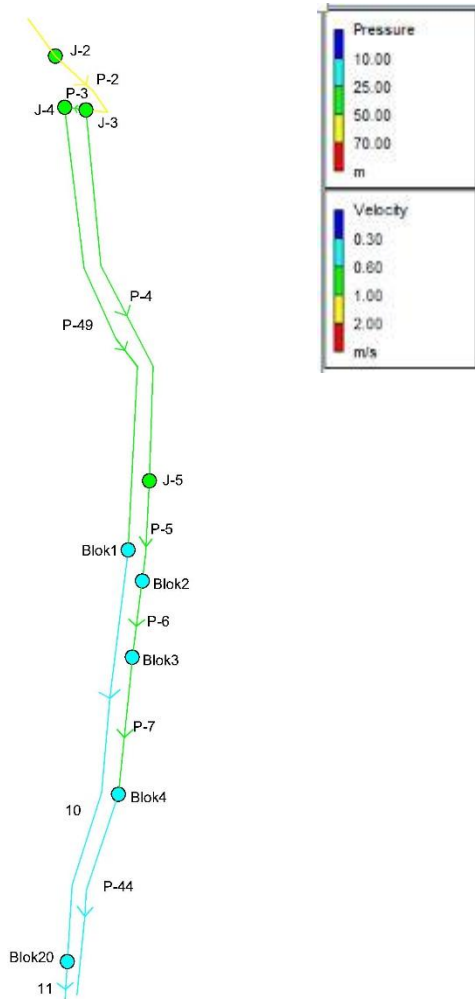 J-2
P-2
P-3
J-4
J-3
P-4
P-49
J-5
P-5
Blok1
Blok2
P-6
Blok3
P-7
Blok4
10
P-44
Blok20
11
Pressure
10.00
25.00
50.00
70.00
m
Velocity
0.30
0.60
1.00
2.00
m/s